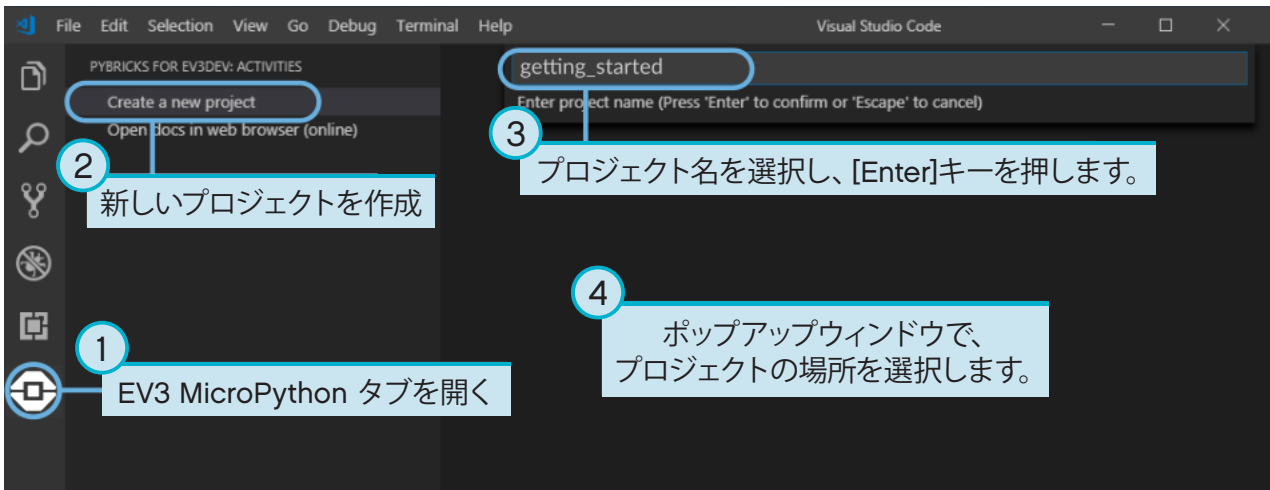 File Edit Selection View Go Debug Terminal Help Visual Studio Code
PYBRICKS FOR EV3DEV: ACTIVITIES
Create a new project
Open docs in web browser (online)
getting_started
Enter project name (Press 'Enter' to confirm or 'Escape' to cancel)
3
プロジェクト名を選択し、[Enter]キーを押します。
2
新しいプロジェクトを作成
4
ポップアップウィンドウで、
プロジェクトの場所を選択します。
1
EV3 MicroPython タブを開く